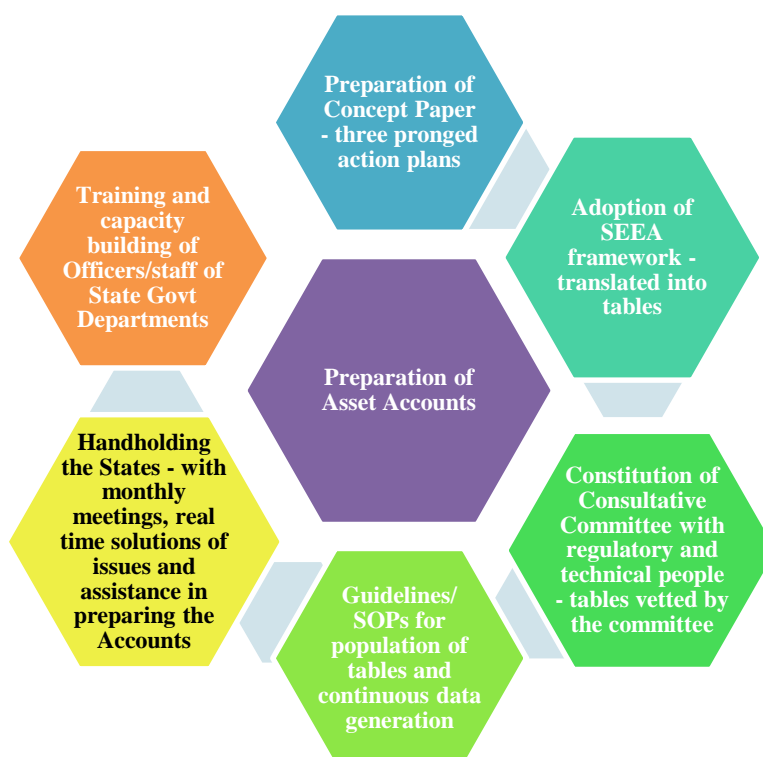 Preparation of
Concept Paper
- three pronged
action plans
Adoption of
SEEA
framework -
translated into
tables
Constitution of
Consultative
Committee with
regulatory and
technical people
- tables vetted by
the committee
Guidelines/
SOPs for
population of
tables and
continuous data
generation
Handholding
the States - with
monthly
meetings, real
time solutions of
issues and
assistance in
preparing the
Accounts
Training and
capacity
building of
Officers/staff of
State Govt
Departments
Preparation of
Asset Accounts